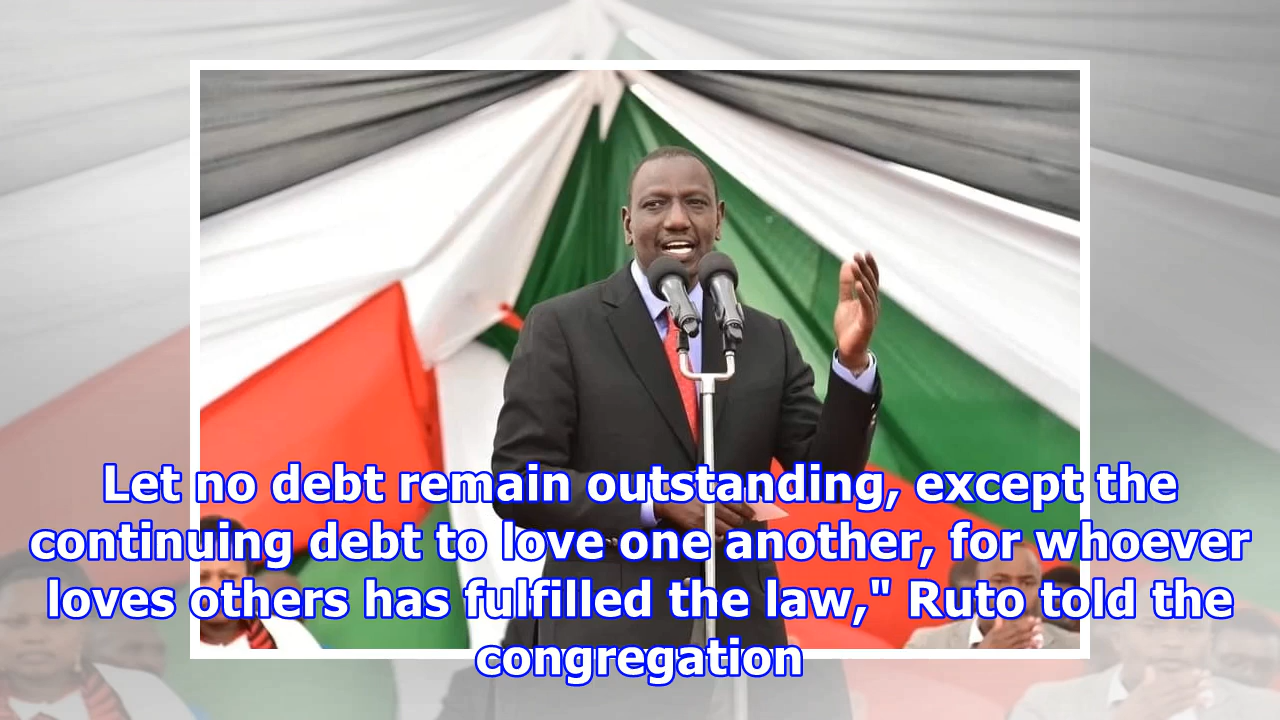 Let no debt remain outstanding, except the
continuing debt to love one another, for whoever
loves others has fulfilled the law," Ruto told the
congregation